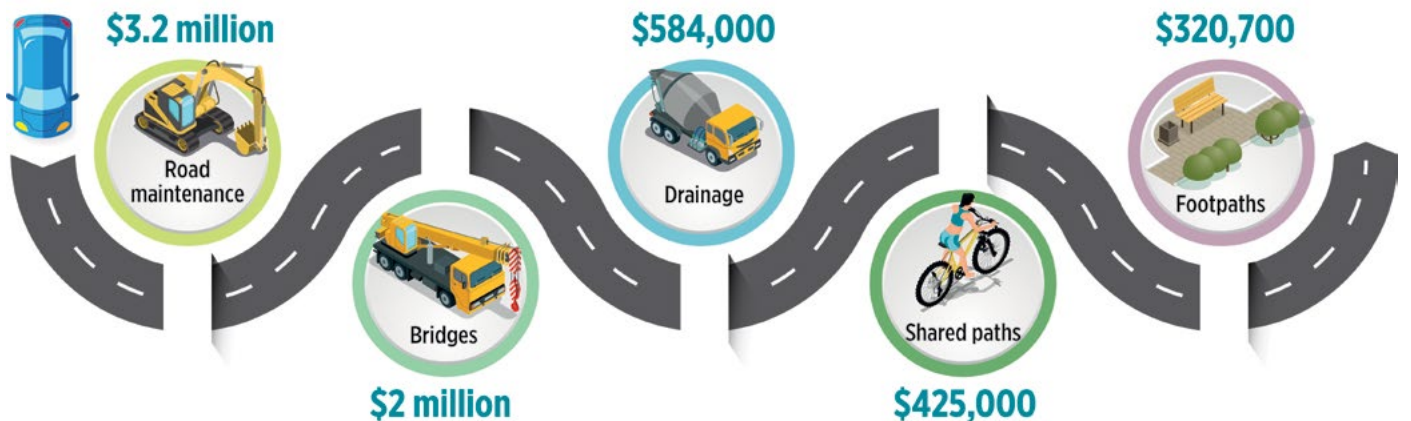 $3.2 million
Road
maintenance
$2 million
Bridges
$584,000
Drainage
$425,000
Shared paths
$320,700
Footpaths